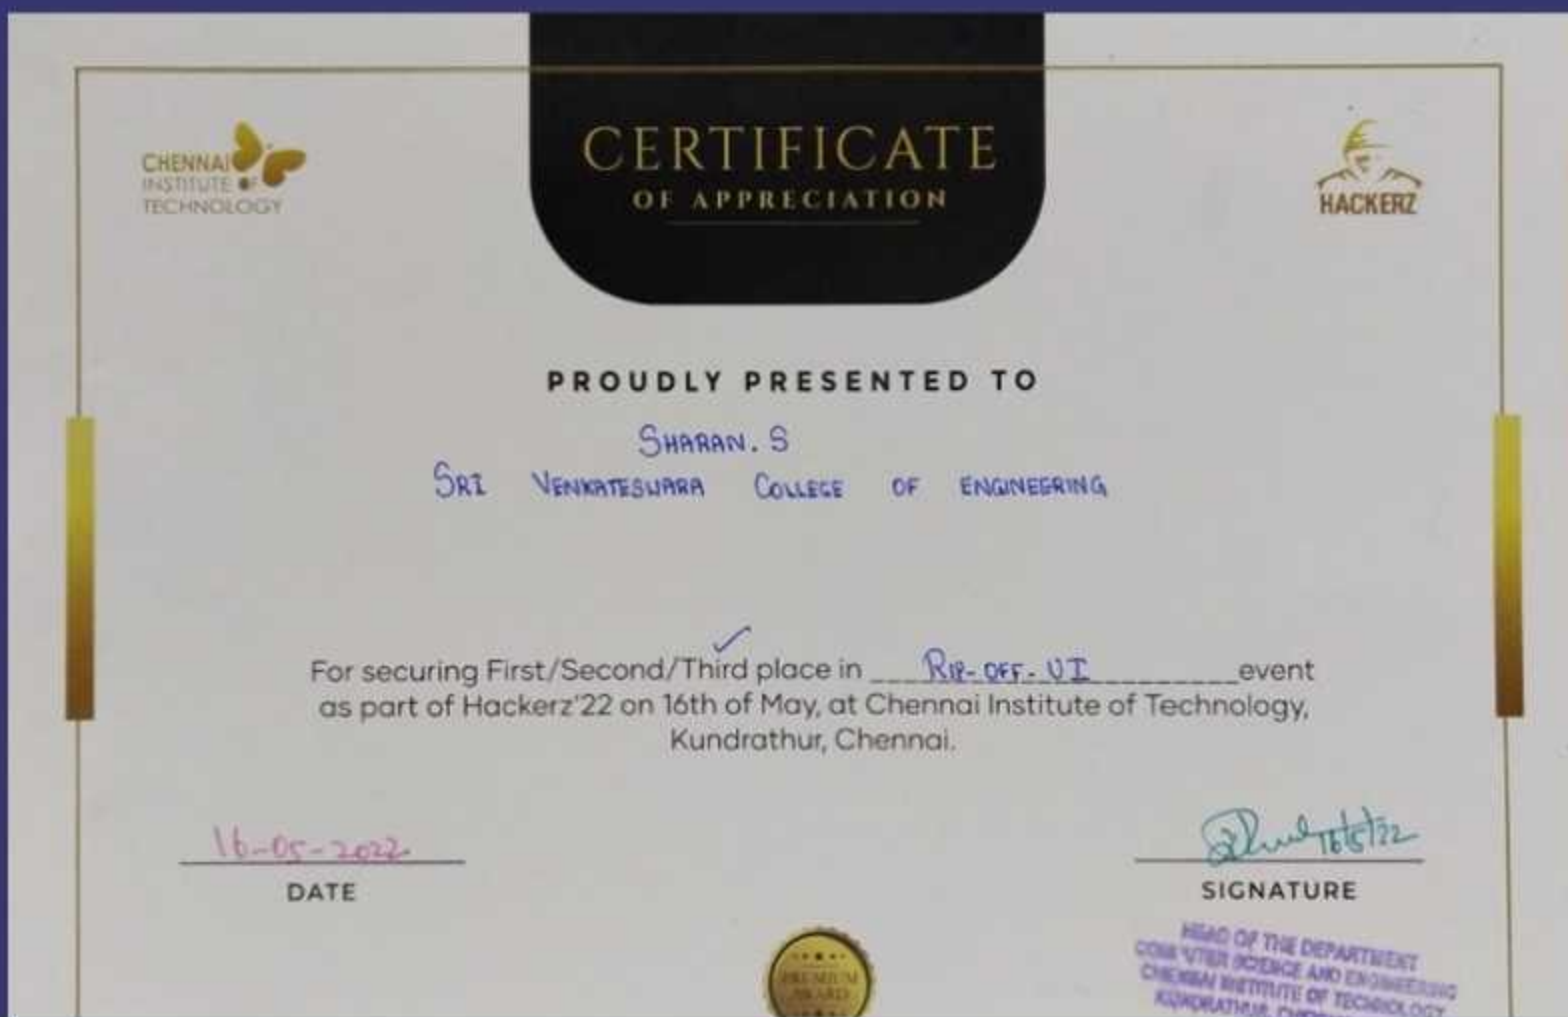 CHENNAI
INSTITUTE OF
TECHNOLOGY
CERTIFICATE
OF APPRECIATION
HACKERZ
PROUDLY PRESENTED TO
SHARAN. S
SRI VENKATESWARA COLLEGE OF ENGINEERING
For securing First/Second/Third place in RIP-OFF-UI event
as part of Hackerz'22 on 16th of May, at Chennai Institute of Technology,
Kundrathur, Chennai.
16-05-2022
DATE
16/5/22
SIGNATURE
PREMIUM
AWARD
HEAD OF THE DEPARTMENT
COMPUTER SCIENCE AND ENGINEERING
CHENNAI INSTITUTE OF TECHNOLOGY
KUNDRATHUR,